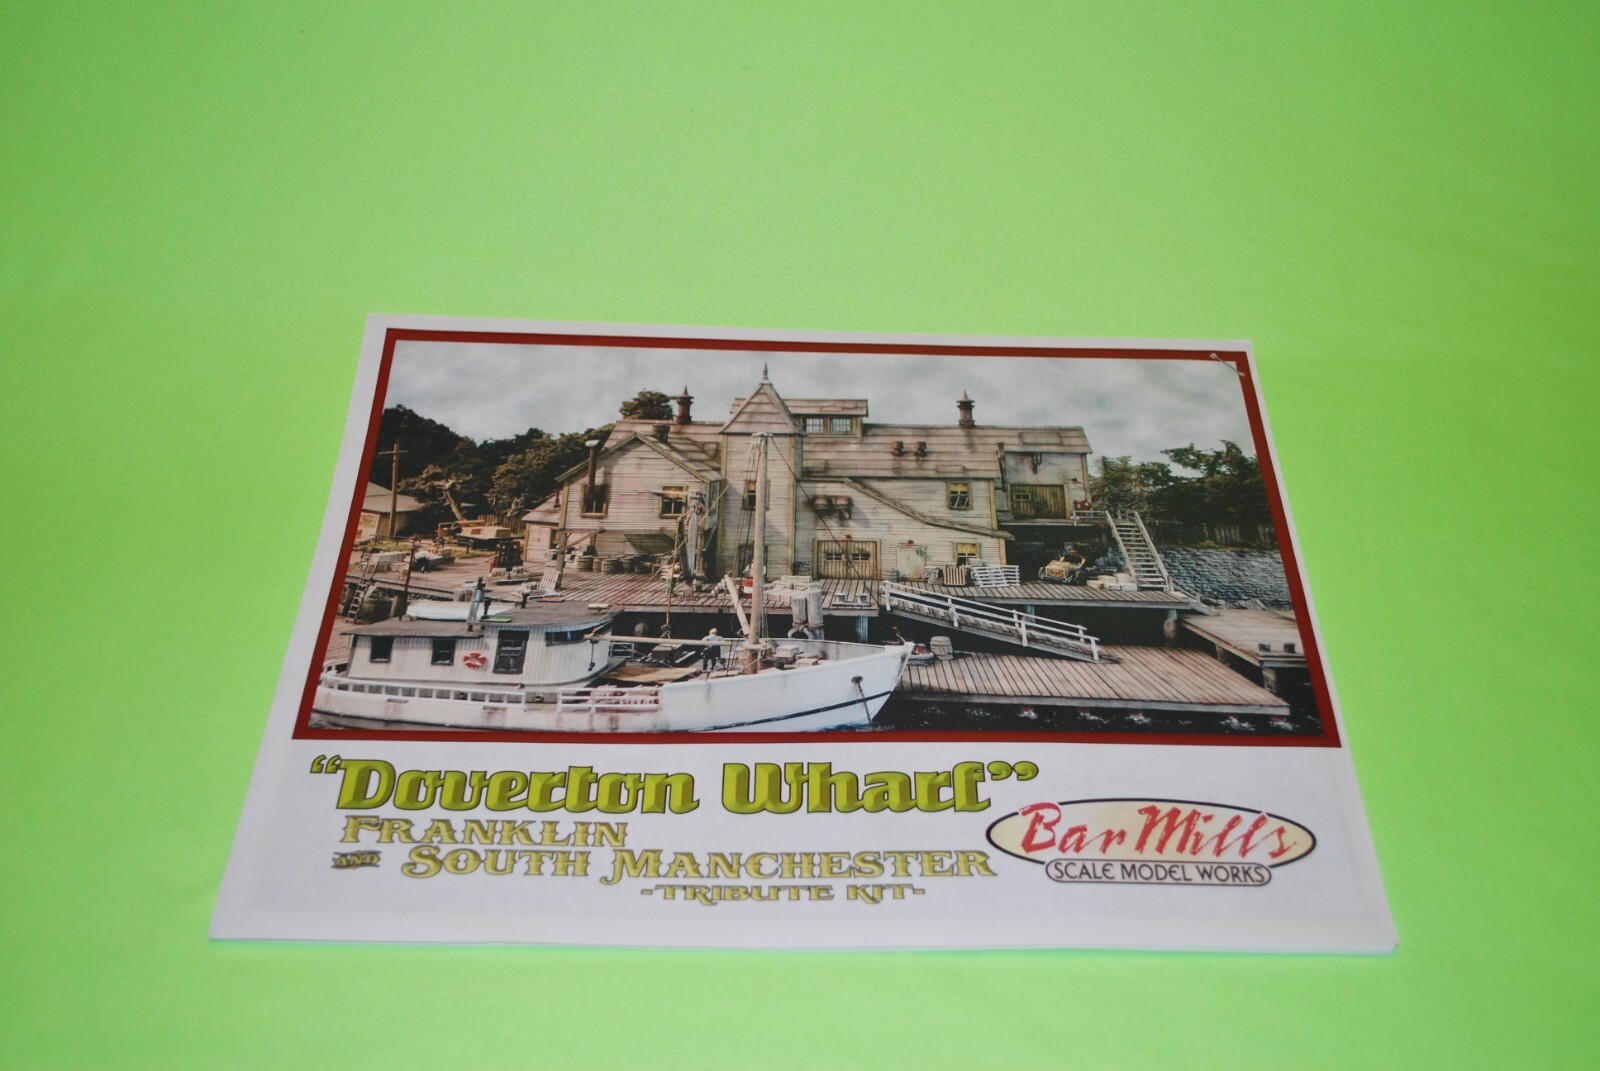 "Doverton Wharf"
FRANKLIN
AND SOUTH MANCHESTER
-TRIBUTE KIT-
Bar Mills
SCALE MODEL WORKS